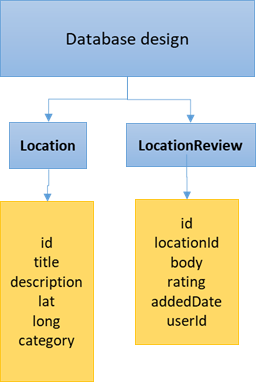 Database design
Location
LocationReview
id
title
description
lat
long
category
id
locationId
body
rating
addedDate
userId